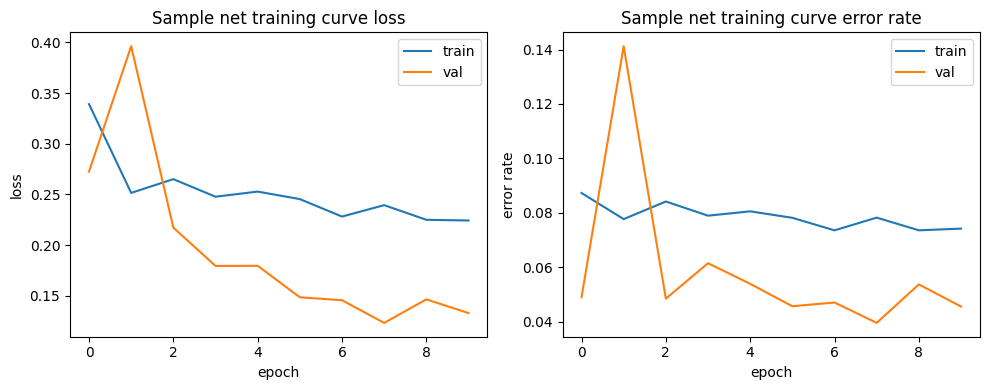 Sample net training curve loss
0.40
0.35
0.30
0.25
0.20
0.15
loss
0 2 4 6 8
epoch
train
val
Sample net training curve error rate
0.14
0.12
0.10
0.08
0.06
0.04
error rate
0 2 4 6 8
epoch
train
val